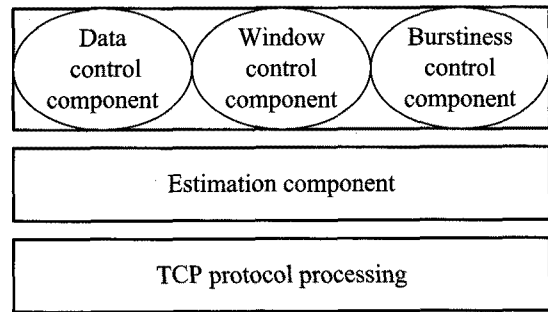 Data
control
component
Window
control
component
Burstiness
control
component
Estimation component
TCP protocol processing